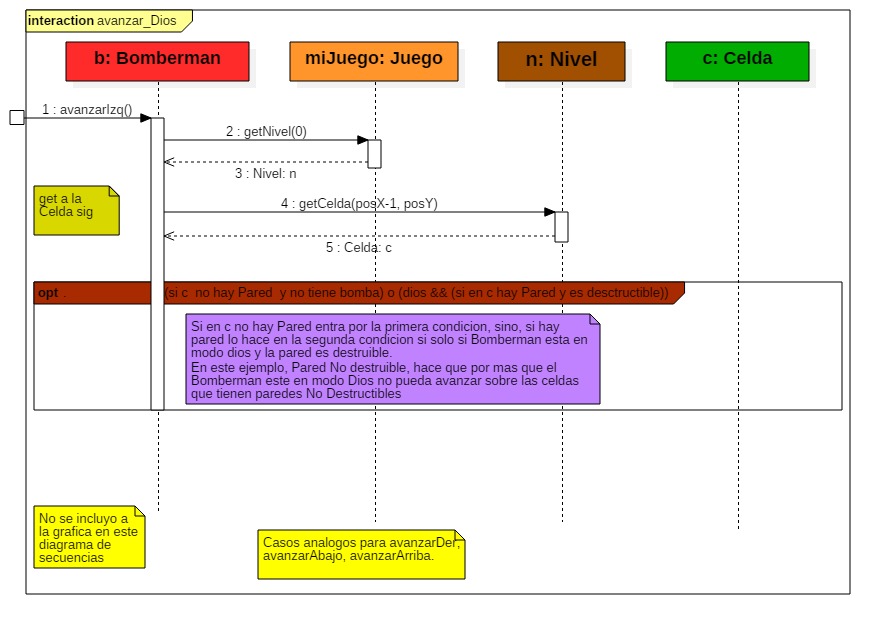 interaction avanzar_Dios
b: Bomberman
miJuego: Juego
n: Nivel
c: Celda
1 : avanzarIzq()
2 : getNivel(0)
3 : Nivel: n
get a la
Celda sig
4 : getCelda(posX-1, posY)
5 : Celda: c
opt .
(si c no hay Pared y no tiene bomba) o (dios && (si en c hay Pared y es desctructible))
Si en c no hay Pared entra por la primera condicion, sino, si hay
pared lo hace en la segunda condicion si solo si Bomberman esta en
modo dios y la pared es destruible.
En este ejemplo, Pared No destruible, hace que por mas que el
Bomberman este en modo Dios no pueda avanzar sobre las celdas
que tienen paredes No Destructibles
No se incluyo a
la grafica en este
diagrama de
secuencias
Casos analogos para avanzarDer,
avanzarAbajo, avanzarArriba.